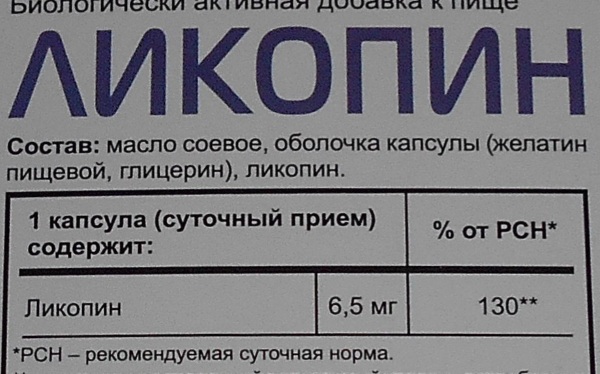 Биологически активная добавка к пище
ЛИКОПИН
Состав: масло соевое, оболочка капсулы (желатин
пищевой, глицерин), ликопин.
1 капсула (суточный прием)
содержит:
% от РСН*
Ликопин 6,5 мг 130**
*РСН – рекомендуемая суточная норма.